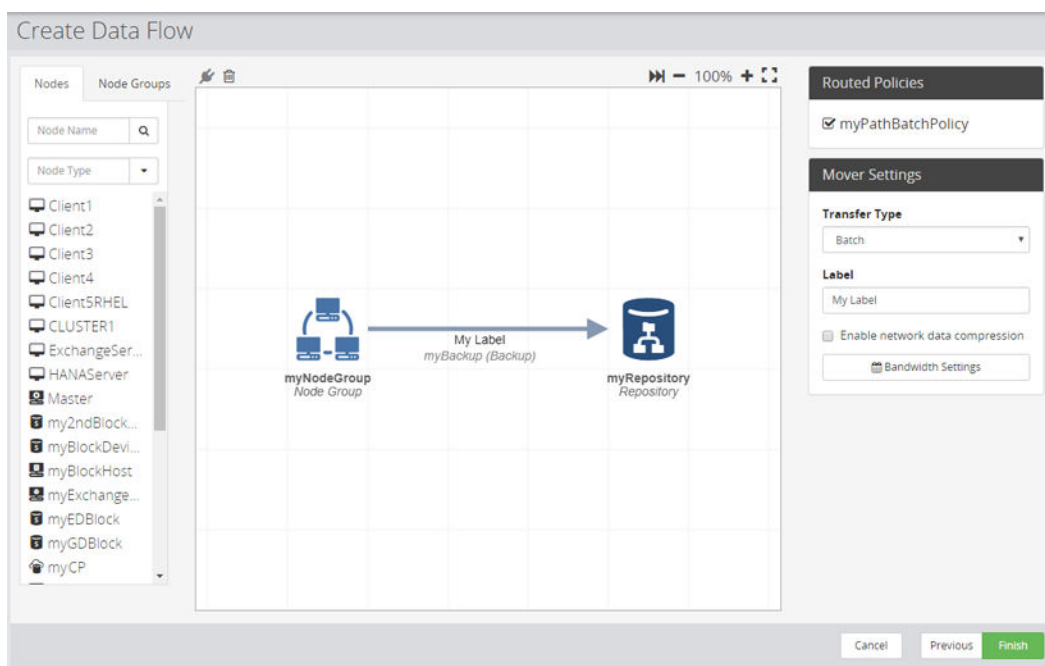 Create Data Flow
Nodes
Node Groups
Node Name
Node Type
Client1
Client2
Client3
Client4
Client5RHEL
CLUSTER1
ExchangeSer...
HANAServer
Master
my2ndBlock...
myBlockDevi...
myBlockHost
myExchange...
myEDBlock
myGDBlock
myCP
100%
My Label
myBackup (Backup)
myNodeGroup
Node Group
myRepository
Repository
Routed Policies
myPathBatchPolicy
Mover Settings
Transfer Type
Batch
Label
My Label
Enable network data compression
Bandwidth Settings
Cancel
Previous
Finish